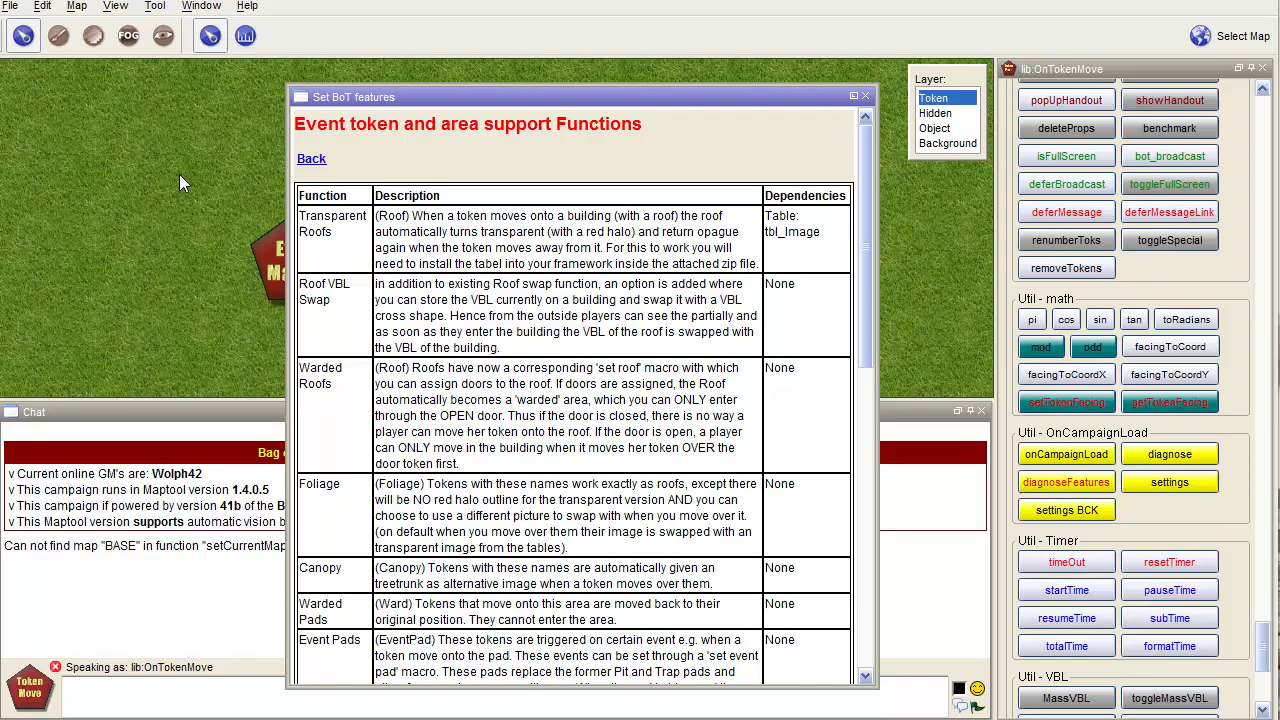 File Edit Map View Tool Window Help
FOG
Select Map
Layer:
Token
Hidden
Object
Background
Set BoT features
Event token and area support Functions
Back
Function Description Dependencies
Transparent Roofs
(Roof) When a token moves onto a building (with a roof) the roof
automatically turns transparent (with a red halo) and return opague
again when the token moves away from it. For this to work you will
need to install the tabel into your framework inside the attached zip file.
Table:
tbl_Image
Roof VBL
Swap
in addition to existing Roof swap function, an option is added where
you can store the VBL currently on a building and swap it with a VBL
cross shape. Hence from the outside players can see the partially and
as soon as they enter the building the VBL of the roof is swapped with
the VBL of the building.
None
Warded
Roofs
(Roof) Roofs have now a corresponding 'set roof' macro with which
you can assign doors to the roof. If doors are assigned, the Roof
automatically becomes a 'warded' area, which you can ONLY enter
through the OPEN door. Thus if the door is closed, there is no way a
player can move her token onto the roof. If the door is open, a player
can ONLY move in the building when it moves her token OVER the
door token first.
None
Foliage
(Foliage) Tokens with these names work exactly as roofs, except there
will be NO red halo outline for the transparent version AND you can
choose to use a different picture to swap with when you move over it.
(on default when you move over them their image is swapped with an
transparent image from the tables).
None
Canopy
(Canopy) Tokens with these names are automatically given an
treetrunk as alternative image when a token moves over them.
None
Warded
Pads
(Ward) Tokens that move onto this area are moved back to their
original position. They cannot enter the area.
None
Event Pads
(EventPad) These tokens are triggered on certain event e.g. when a
token move onto the pad. These events can be set through a 'set event
pad' macro. These pads replace the former Pit and Trap pads and
None
Chat
Bag
v Current online GM's are: Wolph42
v This campaign runs in Maptool version 1.4.0.5
v This campaign if powered by version 41b of the B
v This Maptool version supports automatic vision b
Can not find map "BASE" in function "setCurrentMap
Speaking as: lib:OnTokenMove
Token
Move
lib:OnTokenMove
popUpHandout showHandout
deleteProps benchmark
isFullScreen bot_broadcast
deferBroadcast toggleFullScreen
deferMessage deferMessageLink
renumberToks toggleSpecial
removeTokens
Util - math
pi cos sin tan toRadians
mod odd facingToCoord
facingToCoordX facingToCoordY
setTokenFacing getTokenFacing
Util - OnCampaignLoad
onCampaignLoad diagnose
diagnoseFeatures settings
settings BCK
Util - Timer
timeOut resetTimer
startTime pauseTime
resumeTime subTime
totalTime formatTime
Util - VBL
MassVBL toggleMassVBL